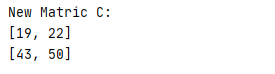 New Matric C:
[19, 22]
[43, 50]